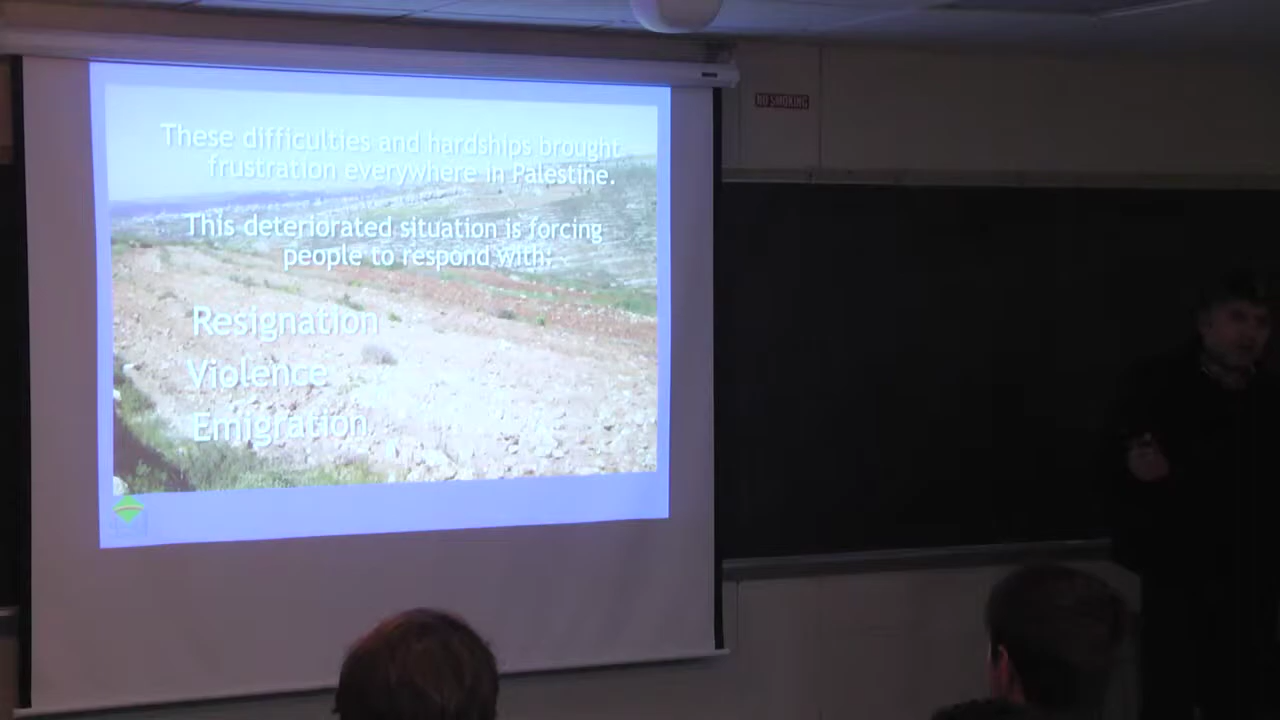 These difficulties and hardships brought
frustration everywhere in Palestine.
This deteriorated situation is forcing
people to respond with:
Resignation
Violence
Emigration
NO SMOKING